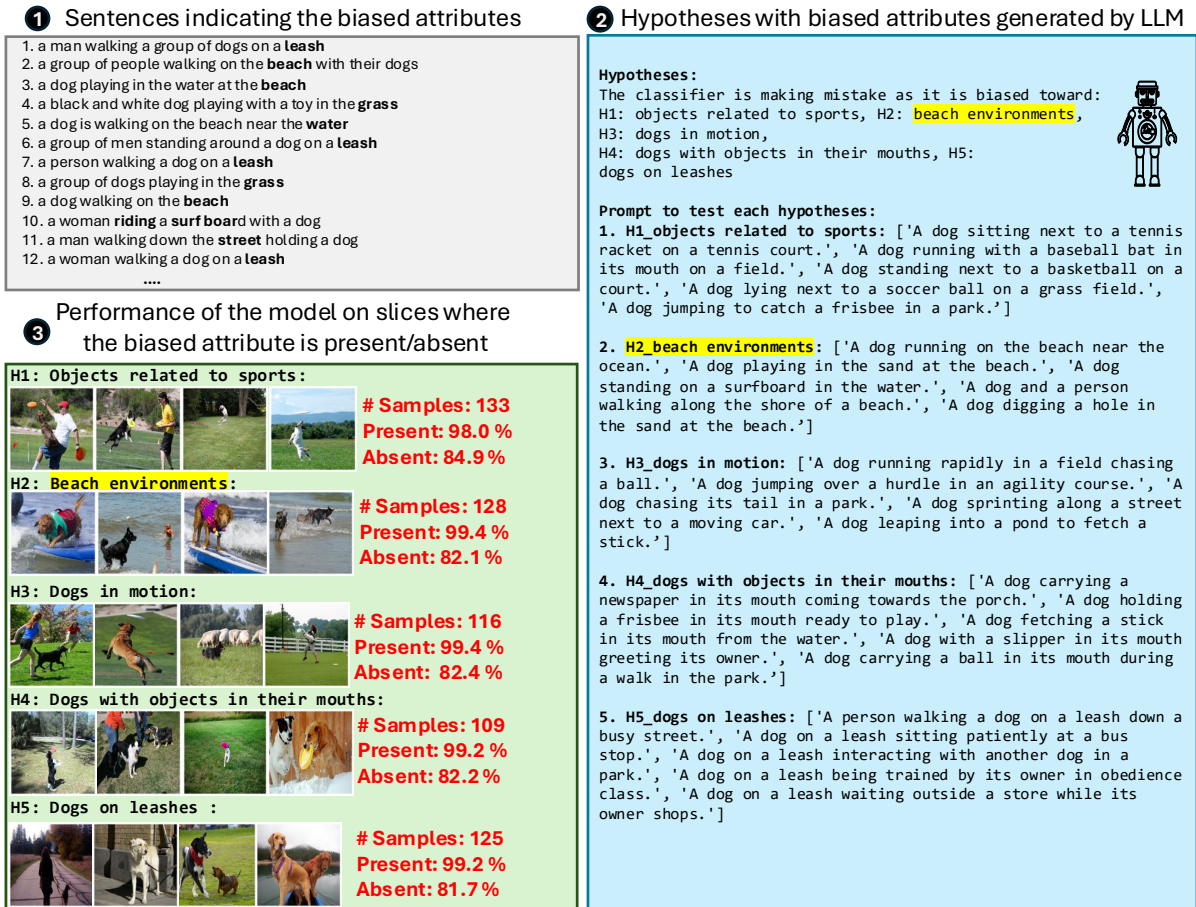 1 Sentences indicating the biased attributes
1. a man walking a group of dogs on a leash
2. a group of people walking on the beach with their dogs
3. a dog playing in the water at the beach
4. a black and white dog playing with a toy in the grass
5. a dog is walking on the beach near the water
6. a group of men standing around a dog on a leash
7. a person walking a dog on a leash
8. a group of dogs playing in the grass
9. a dog walking on the beach
10. a woman riding a surf board with a dog
11. a man walking down the street holding a dog
12. a woman walking a dog on a leash
....
2 Hypotheses with biased attributes generated by LLM
Hypotheses:
The classifier is making mistake as it is biased toward:
H1: objects related to sports, H2: beach environments,
H3: dogs in motion,
H4: dogs with objects in their mouths, H5:
dogs on leashes
Prompt to test each hypotheses:
1. H1_objects related to sports: ['A dog sitting next to a tennis
racket on a tennis court.', 'A dog running with a baseball bat in
its mouth on a field.', 'A dog standing next to a basketball on a
court.', 'A dog lying next to a soccer ball on a grass field.',
'A dog jumping to catch a frisbee in a park.’]
2. H2_beach environments: ['A dog running on the beach near the
ocean.', 'A dog playing in the sand at the beach.', 'A dog
standing on a surfboard in the water.', 'A dog and a person
walking along the shore of a beach.', 'A dog digging a hole in
the sand at the beach.’]
3. H3_dogs in motion: ['A dog running rapidly in a field chasing
a ball.', 'A dog jumping over a hurdle in an agility course.', 'A
dog chasing its tail in a park.', 'A dog sprinting along a street
next to a moving car.', 'A dog leaping into a pond to fetch a
stick.’]
4. H4_dogs with objects in their mouths: ['A dog carrying a
newspaper in its mouth coming towards the porch.', 'A dog holding
a frisbee in its mouth ready to play.', 'A dog fetching a stick
in its mouth from the water.', 'A dog with a slipper in its mouth
greeting its owner.', 'A dog carrying a ball in its mouth during
a walk in the park.’]
5. H5_dogs on leashes: ['A person walking a dog on a leash down a
busy street.', 'A dog on a leash sitting patiently at a bus
stop.', 'A dog on a leash interacting with another dog in a
park.', 'A dog on a leash being trained by its owner in obedience
class.', 'A dog on a leash waiting outside a store while its
owner shops.']
3 Performance of the model on slices where
the biased attribute is present/absent
H1: Objects related to sports:
# Samples: 133
Present: 98.0 %
Absent: 84.9 %
H2: Beach environments:
# Samples: 128
Present: 99.4 %
Absent: 82.1 %
H3: Dogs in motion:
# Samples: 116
Present: 99.4 %
Absent: 82.4 %
H4: Dogs with objects in their mouths:
# Samples: 109
Present: 99.2 %
Absent: 82.2 %
H5: Dogs on leashes :
# Samples: 125
Present: 99.2 %
Absent: 81.7 %